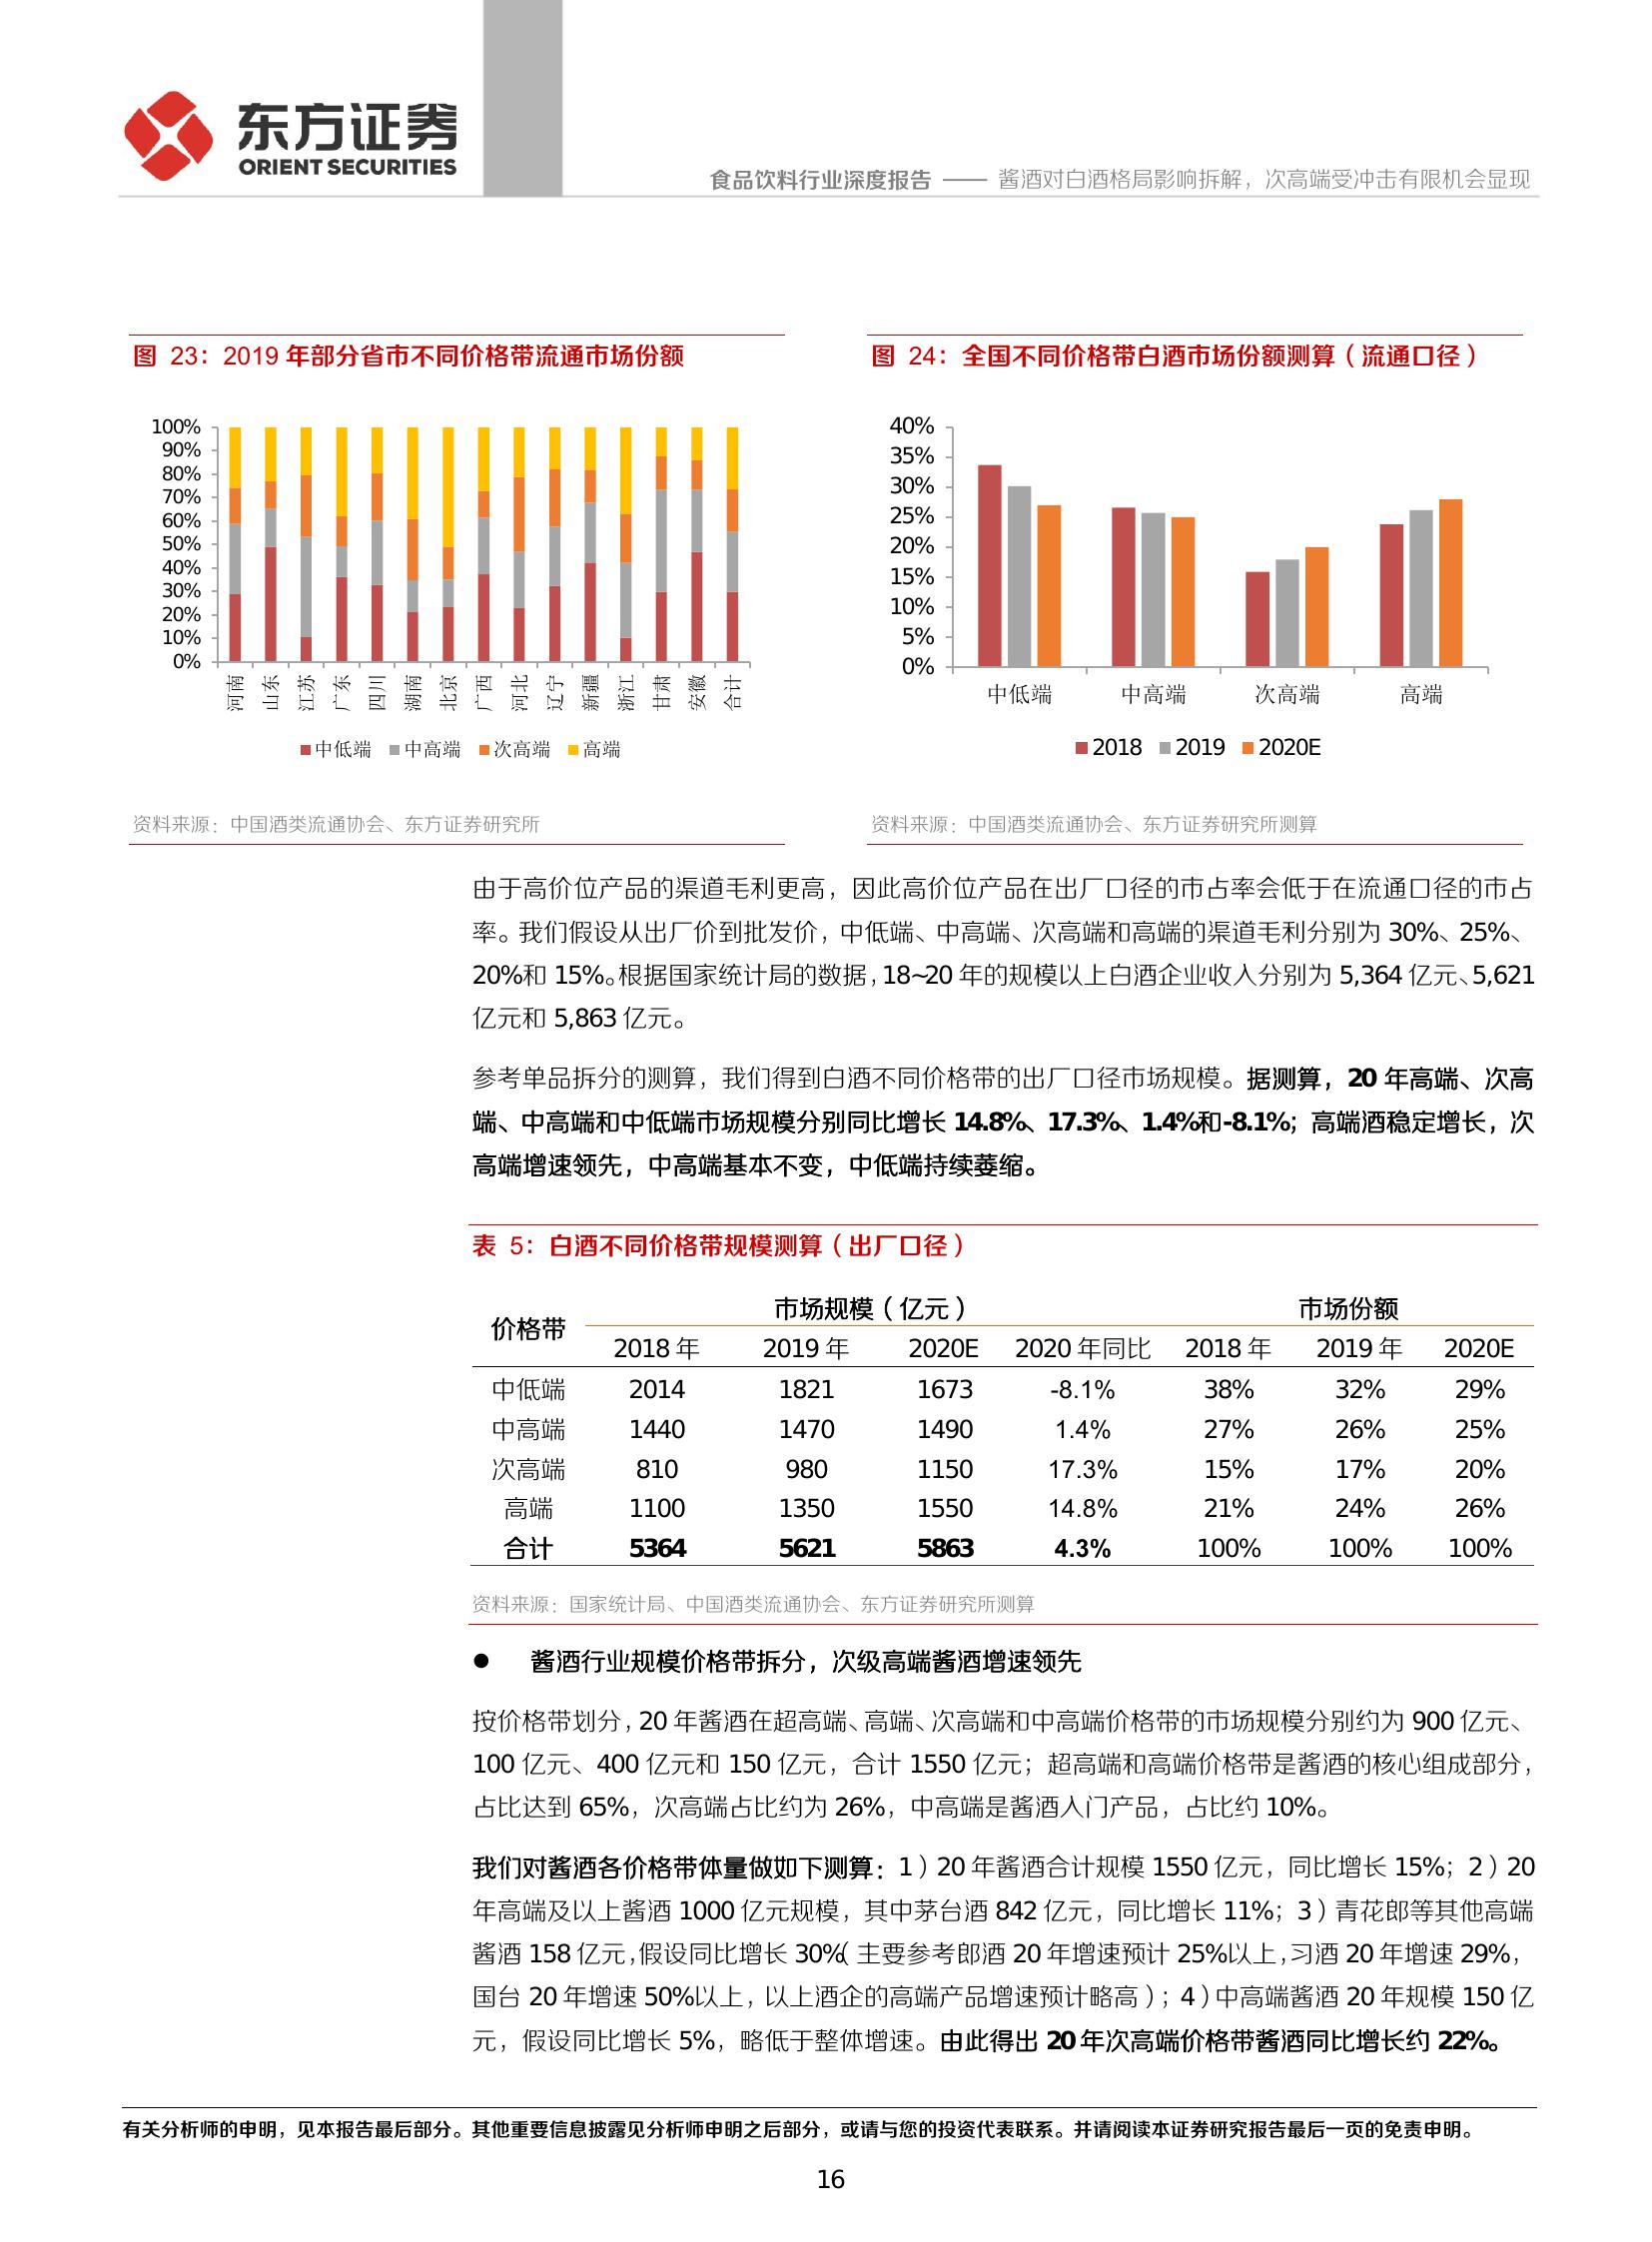 东方证券
ORIENT SECURITIES
食品饮料行业深度报告 —— 酱酒对白酒格局影响拆解，次高端受冲击有限机会显现
图 23：2019 年部分省市不同价格带流通市场份额
100%
90%
80%
70%
60%
50%
40%
30%
20%
10%
0%
河南 山东 江苏 广东 四川 湖南 北京 广西 河北 辽宁 新疆 浙江 甘肃 安徽 合计
中低端 中高端 次高端 高端
资料来源：中国酒类流通协会、东方证券研究所
图 24：全国不同价格带白酒市场份额测算（流通口径）
40%
35%
30%
25%
20%
15%
10%
5%
0%
中低端 中高端 次高端 高端
2018 2019 2020E
资料来源：中国酒类流通协会、东方证券研究所测算
由于高价位产品的渠道毛利更高，因此高价位产品在出厂口径的市占率会低于在流通口径的市占
率。我们假设从出厂价到批发价，中低端、中高端、次高端和高端的渠道毛利分别为 30%、25%、
20%和 15%。根据国家统计局的数据，18~20 年的规模以上白酒企业收入分别为 5,364 亿元、5,621
亿元和 5,863 亿元。
参考单品拆分的测算，我们得到白酒不同价格带的出厂口径市场规模。据测算，20 年高端、次高
端、中高端和中低端市场规模分别同比增长 14.8%、17.3%、1.4%和-8.1%；高端酒稳定增长，次
高端增速领先，中高端基本不变，中低端持续萎缩。
表 5：白酒不同价格带规模测算（出厂口径）
价格带 市场规模（亿元） 市场份额
2018 年 2019 年 2020E 2020 年同比 2018 年 2019 年 2020E
中低端 2014 1821 1673 -8.1% 38% 32% 29%
中高端 1440 1470 1490 1.4% 27% 26% 25%
次高端 810 980 1150 17.3% 15% 17% 20%
高端 1100 1350 1550 14.8% 21% 24% 26%
合计 5364 5621 5863 4.3% 100% 100% 100%
资料来源：国家统计局、中国酒类流通协会、东方证券研究所测算
● 酱酒行业规模价格带拆分，次级高端酱酒增速领先
按价格带划分，20 年酱酒在超高端、高端、次高端和中高端价格带的市场规模分别约为 900 亿元、
100 亿元、400 亿元和 150 亿元，合计 1550 亿元；超高端和高端价格带是酱酒的核心组成部分，
占比达到 65%，次高端占比约为 26%，中高端是酱酒入门产品，占比约 10%。
我们对酱酒各价格带体量做如下测算：1）20 年酱酒合计规模 1550 亿元，同比增长 15%；2）20
年高端及以上酱酒 1000 亿元规模，其中茅台酒 842 亿元，同比增长 11%；3）青花郎等其他高端
酱酒 158 亿元，假设同比增长 30%（主要参考郎酒 20 年增速预计 25%以上，习酒 20 年增速 29%，
国台 20 年增速 50%以上，以上酒企的高端产品增速预计略高）；4）中高端酱酒 20 年规模 150 亿
元，假设同比增长 5%，略低于整体增速。由此得出 20 年次高端价格带酱酒同比增长约 22%。
有关分析师的申明，见本报告最后部分。其他重要信息披露见分析师申明之后部分，或请与您的投资代表联系。并请阅读本证券研究报告最后一页的免责申明。
16